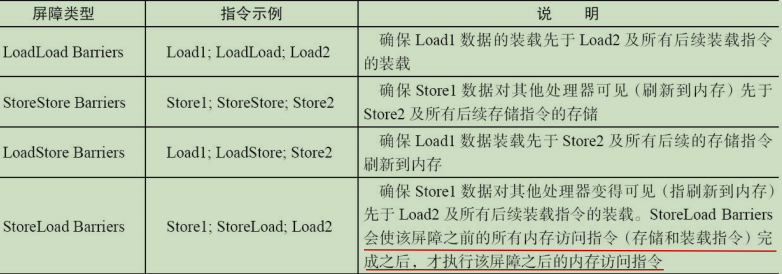 屏障类型 指令示例 说 明
LoadLoad Barriers Load1; LoadLoad; Load2 确保 Load1 数据的装载先于 Load2 及所有后续装载指令
的装载
StoreStore Barriers Store1; StoreStore; Store2 确保 Store1 数据对其他处理器可见（刷新到内存）先于
Store2 及所有后续存储指令的存储
LoadStore Barriers Load1; LoadStore; Store2 确保 Load1 数据装载先于 Store2 及所有后续的存储指令
刷新到内存
StoreLoad Barriers Store1; StoreLoad; Load2 确保 Store1 数据对其他处理器变得可见（指刷新到内存）
先于 Load2 及所有后续装载指令的装载。StoreLoad Barriers
会使该屏障之前的所有内存访问指令（存储和装载指令）完
成之后，才执行该屏障之后的内存访问指令